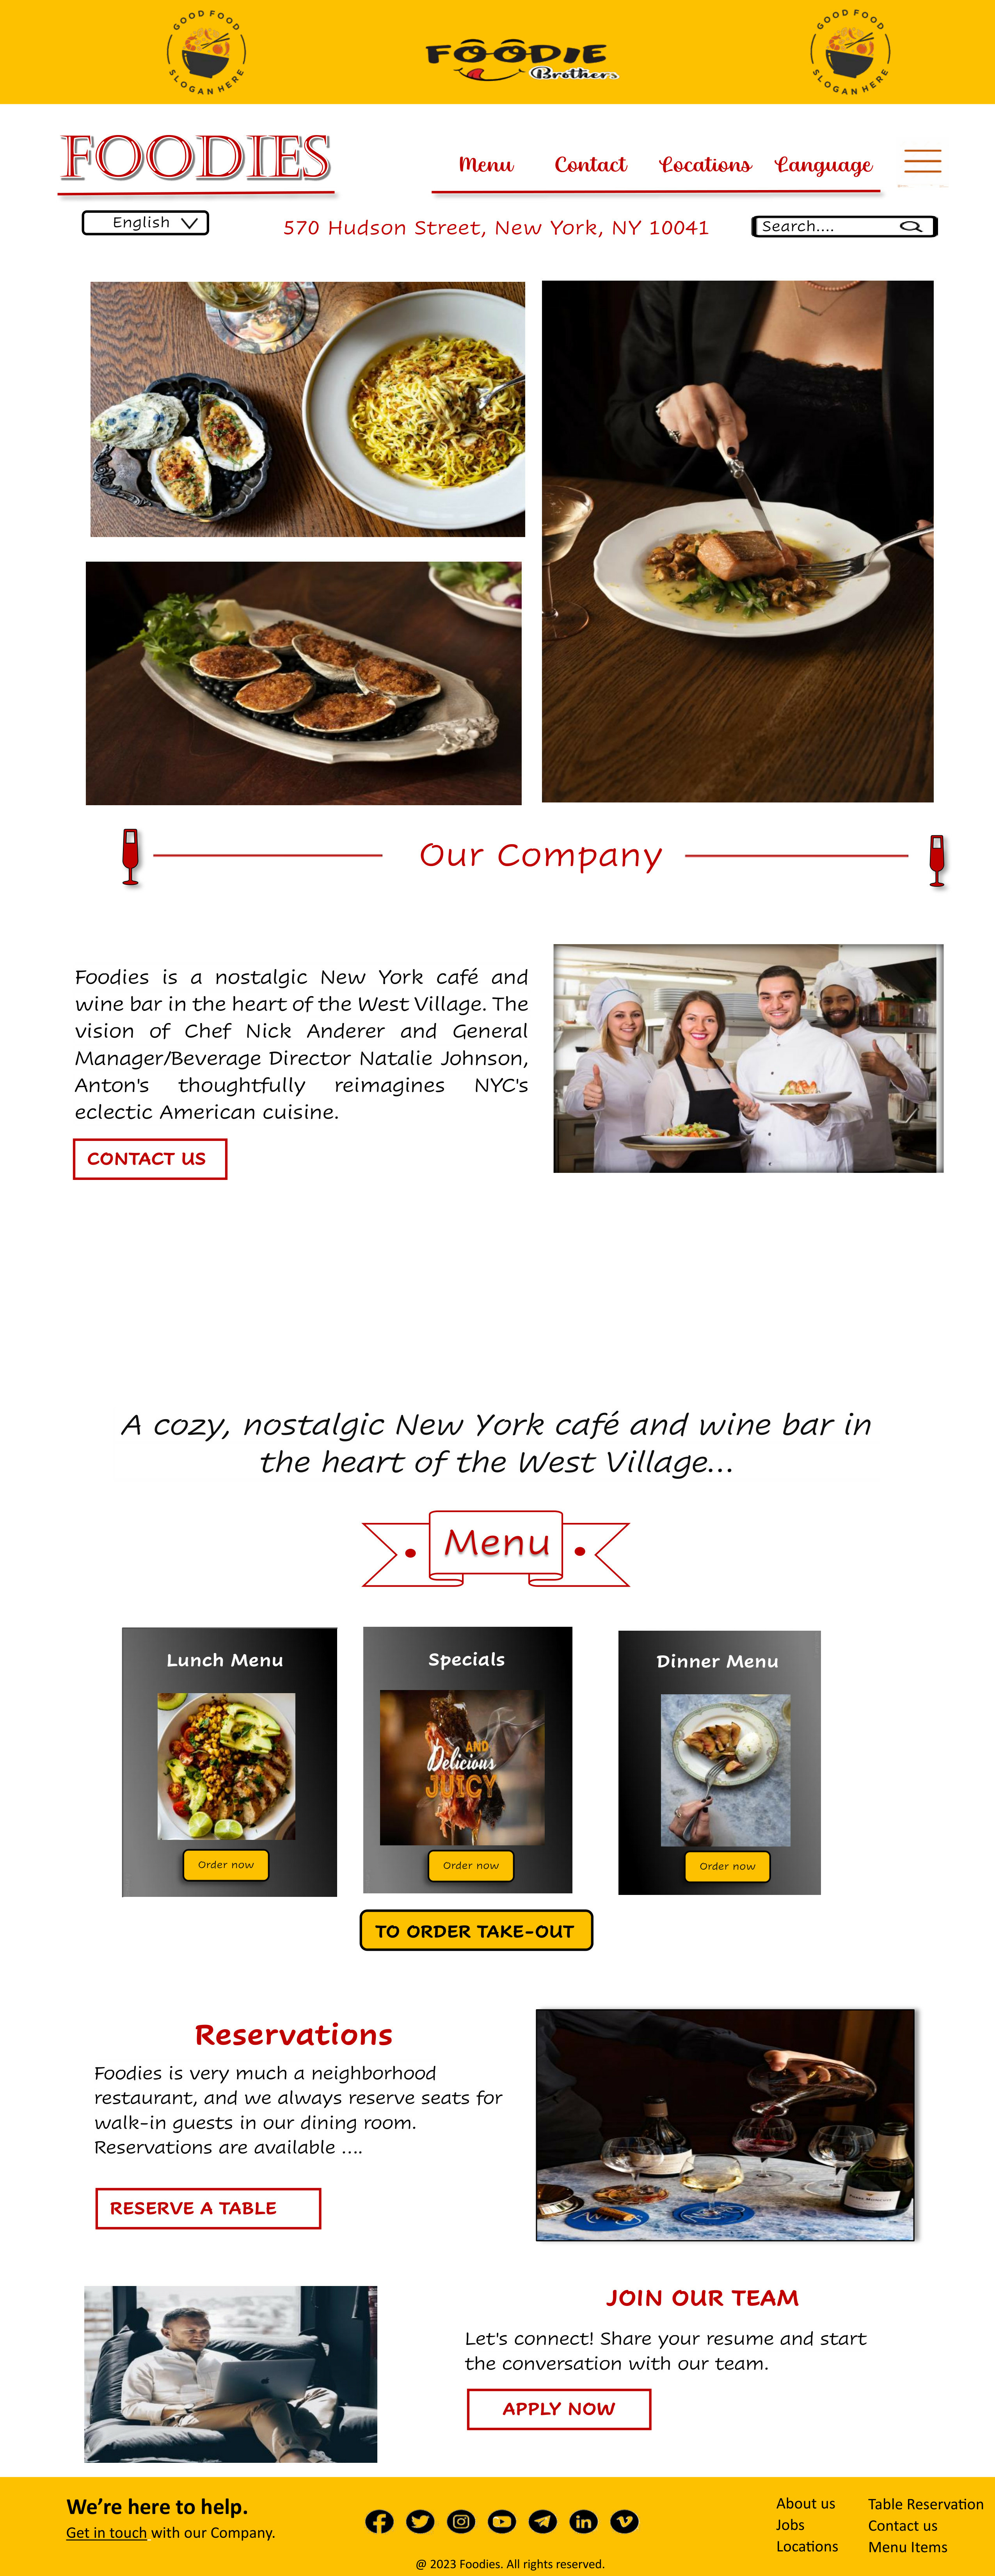 GOOD FOOD
SLOGAN HERE
FOODIE
Brothers
GOOD FOOD
SLOGAN HERE
FOODIES
Menu Contact Locations Language
English
570 Hudson Street, New York, NY 10041
Search....
Our Company
Foodies is a nostalgic New York café and
wine bar in the heart of the West Village. The
vision of Chef Nick Anderer and General
Manager/Beverage Director Natalie Johnson,
Anton's thoughtfully reimagines NYC's
eclectic American cuisine.
CONTACT US
A cozy, nostalgic New York café and wine bar in
the heart of the West Village...
Menu
Lunch Menu
Order now
Specials
AND
Delicious
JUICY
Order now
Dinner Menu
Order now
TO ORDER TAKE-OUT
Reservations
Foodies is very much a neighborhood
restaurant, and we always reserve seats for
walk-in guests in our dining room.
Reservations are available ....
RESERVE A TABLE
JOIN OUR TEAM
Let's connect! Share your resume and start
the conversation with our team.
APPLY NOW
We're here to help.
Get in touch with our Company.
@ 2023 Foodies. All rights reserved.
About us
Jobs
Locations
Table Reservation
Contact us
Menu Items